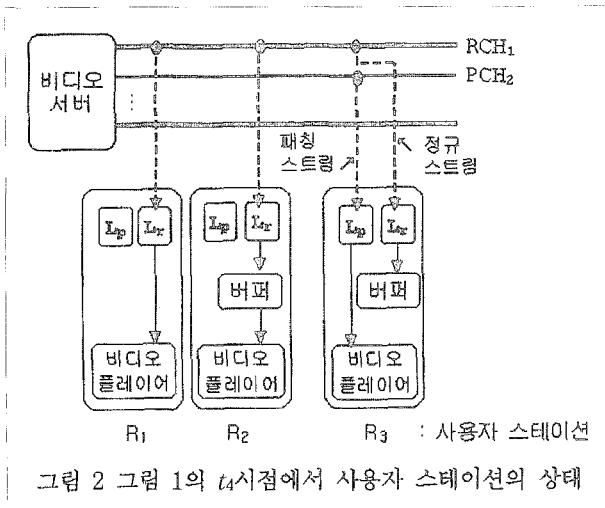 비디오
서버
⋮
RCH₁
PCH₂
패칭
스트림
정규
스트림
Lp
Lr
Lp
Lr
Lp
Lr
버퍼
버퍼
비디오
플레이어
비디오
플레이어
비디오
플레이어
R₁
R₂
R₃
: 사용자 스테이션
그림 2 그림 1의 t₄시점에서 사용자 스테이션의 상태